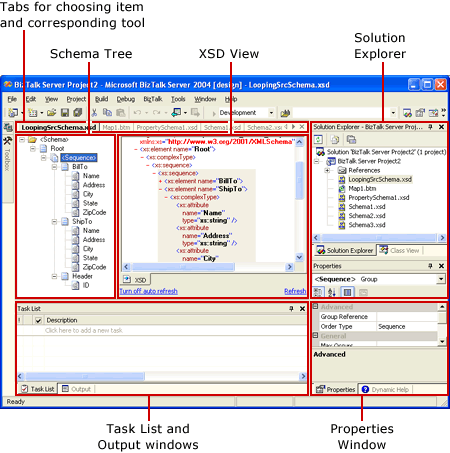 Tabs for choosing item
and corresponding tool
Schema Tree
XSD View
Solution
Explorer
BizTalk Server Project2 - Microsoft BizTalk Server 2004 [design] - LoopingSrcSchema.xsd
File Edit View Project Build Debug BizTalk Tools Window Help
Development
Toolbox
LoopingSrcSchema.xsd Map1.btm PropertySchema1.xsd Schema1.xsd Schema2.xsd
<Schema>
Root
<Sequence>
BillTo
Name
Address
City
State
ZipCode
ShipTo
Name
Address
City
State
ZipCode
Header
ID
xmlns:xs="http://www.w3.org/2001/XMLSchema"
- <xs:element name="Root">
- <xs:complexType>
- <xs:sequence>
- <xs:sequence>
+ <xs:element name="BillTo">
- <xs:element name="ShipTo">
- <xs:complexType>
<xs:attribute
name="Name"
type="xs:string" />
<xs:attribute
name="Address"
type="xs:string" />
<xs:attribute
name="City"
XSD
Turn off auto refresh
Refresh
Solution Explorer - BizTalk Server Proj...
BizTalk Server Project2' (1 project)
BizTalk Server Project2
References
LoopingSrcSchema.xsd
Map1.btm
PropertySchema1.xsd
Schema1.xsd
Schema2.xsd
Schema3.xsd
Solution Explorer Class View
Properties
<Sequence> Group
Advanced
Group Reference
Order Type Sequence
General
Max Occurs
Advanced
Properties Dynamic Help
Task List
! Description
Click here to add a new task
Task List Output
Ready
Task List and
Output windows
Properties
Window